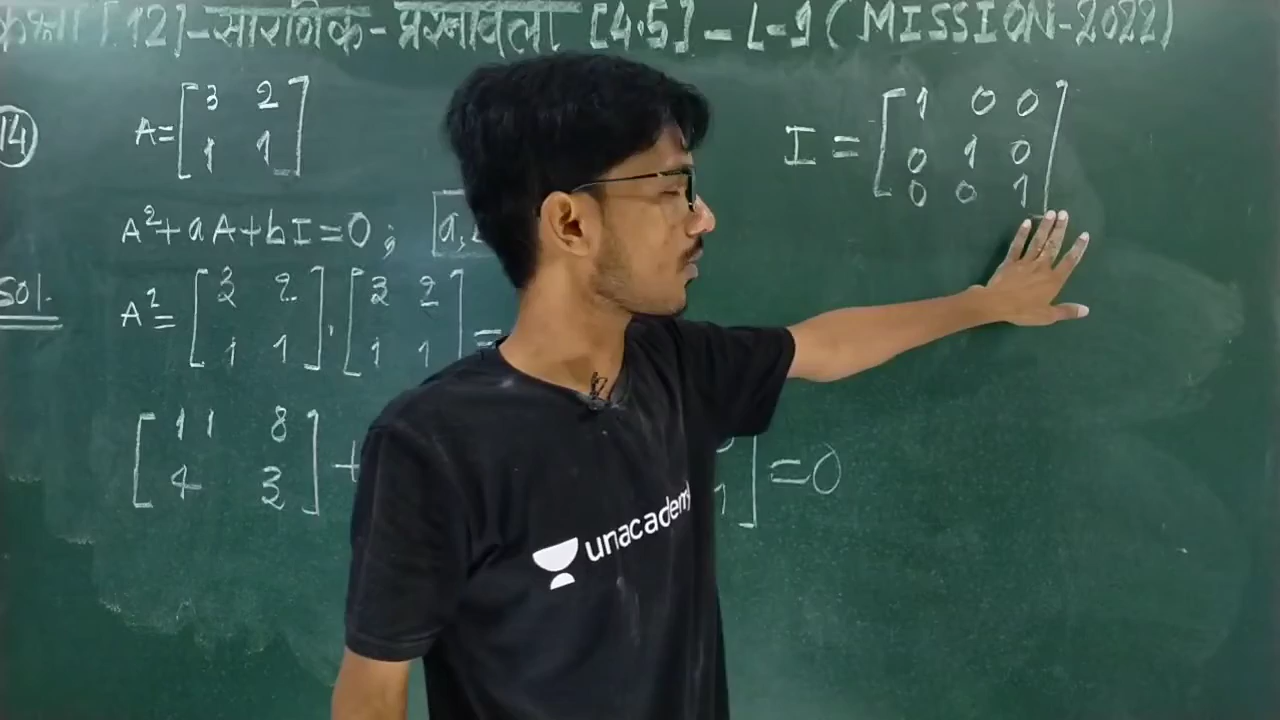 कक्षा [12]-सारणिक-प्रश्नावली [4.5]-L-1(MISSION-2022)
14 A=[3 2
1 1]
A²+aA+bI=0; a,
Sol. A²=[3 2
1 1].[3 2
1 1]=
[11 8
4 3]+
1]=0
I=[1 0 0
0 1 0
0 0 1]
unacademy